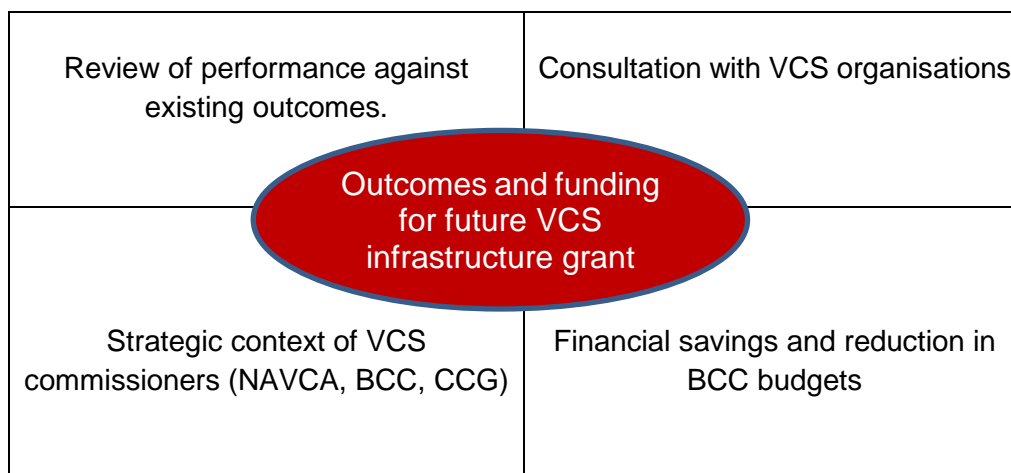 Review of performance against
existing outcomes.
Consultation with VCS organisations
Outcomes and funding
for future VCS
infrastructure grant
Strategic context of VCS
commissioners (NAVCA, BCC, CCG)
Financial savings and reduction in
BCC budgets